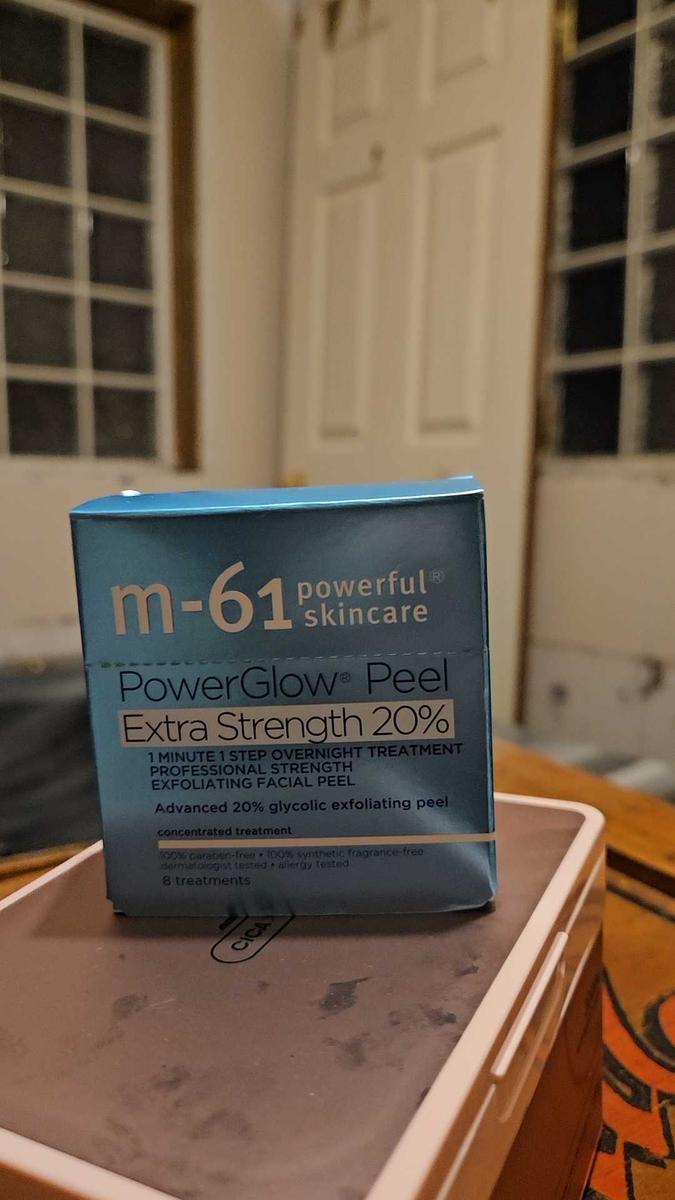 m-61 powerful®
skincare
PowerGlow® Peel
Extra Strength 20%
1 MINUTE 1 STEP OVERNIGHT TREATMENT
PROFESSIONAL STRENGTH
EXFOLIATING FACIAL PEEL
Advanced 20% glycolic exfoliating peel
concentrated treatment
100% paraben-free • 100% synthetic fragrance-free
dermatologist tested • allergy tested
8 treatments
CICA